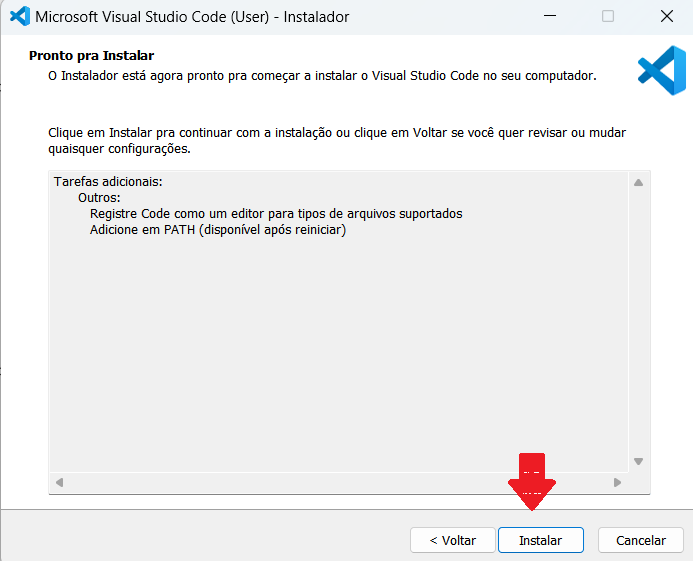 Microsoft Visual Studio Code (User) - Instalador
Pronto pra Instalar
O Instalador está agora pronto pra começar a instalar o Visual Studio Code no seu computador.
Clique em Instalar pra continuar com a instalação ou clique em Voltar se você quer revisar ou mudar
quaisquer configurações.
Tarefas adicionais:
Outros:
Registre Code como um editor para tipos de arquivos suportados
Adicione em PATH (disponível após reiniciar)
< Voltar
Instalar
Cancelar